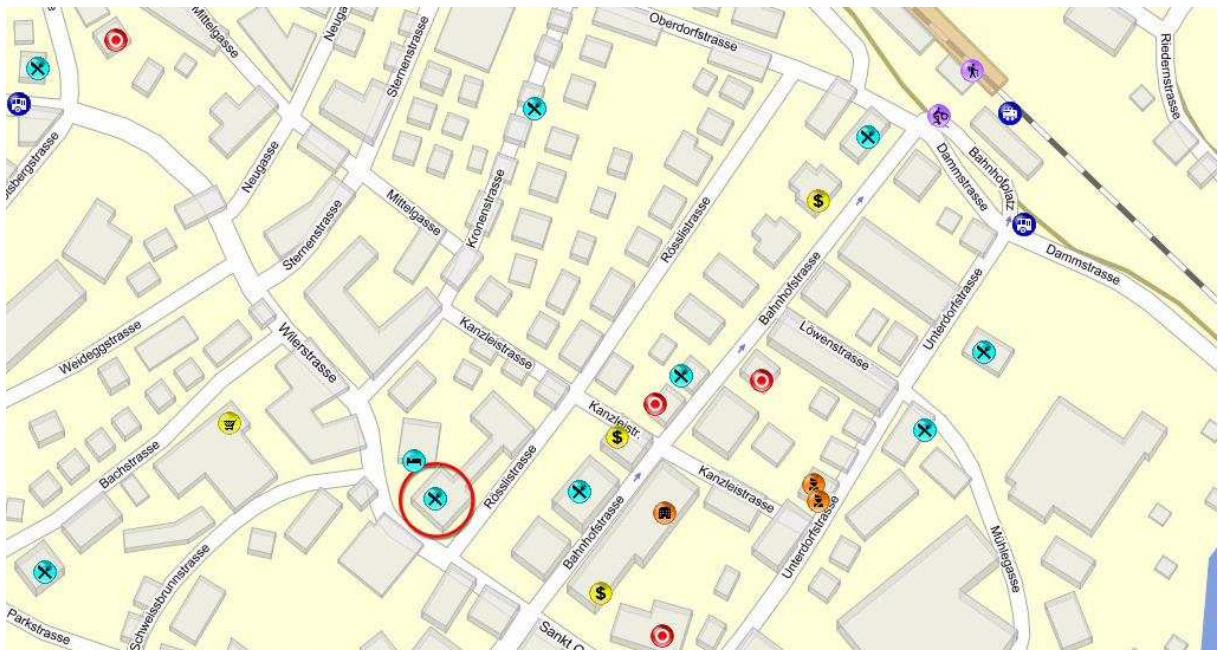 Mittelgasse
Neugasse
Sternenstrasse
Oberdorfstrasse
Riedernstrasse
Neugasse
Mittelgasse
Kronenstrasse
Rösslistrasse
Dammstrasse
Bahnhofplatz
Dammstrasse
Sternenstrasse
Bahnhofstrasse
Unterdorfstrasse
Löwenstrasse
Weideggstrasse
Wilerstrasse
Kanzleistrasse
Kanzleistr.
Bachstrasse
Rösslistrasse
Kanzleistrasse
Bahnhofstrasse
Unterdorfstrasse
Mühlegasse
Schweissbrunnstrasse
Parkstrasse
Sankt
$
$
$